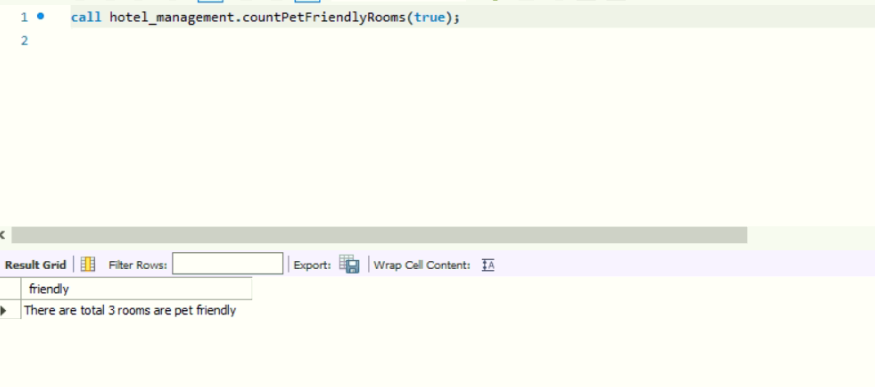 1 call hotel_management.countPetFriendlyRooms(true);
2
Result Grid Filter Rows: Export: Wrap Cell Content: IA
friendly
There are total 3 rooms are pet friendly